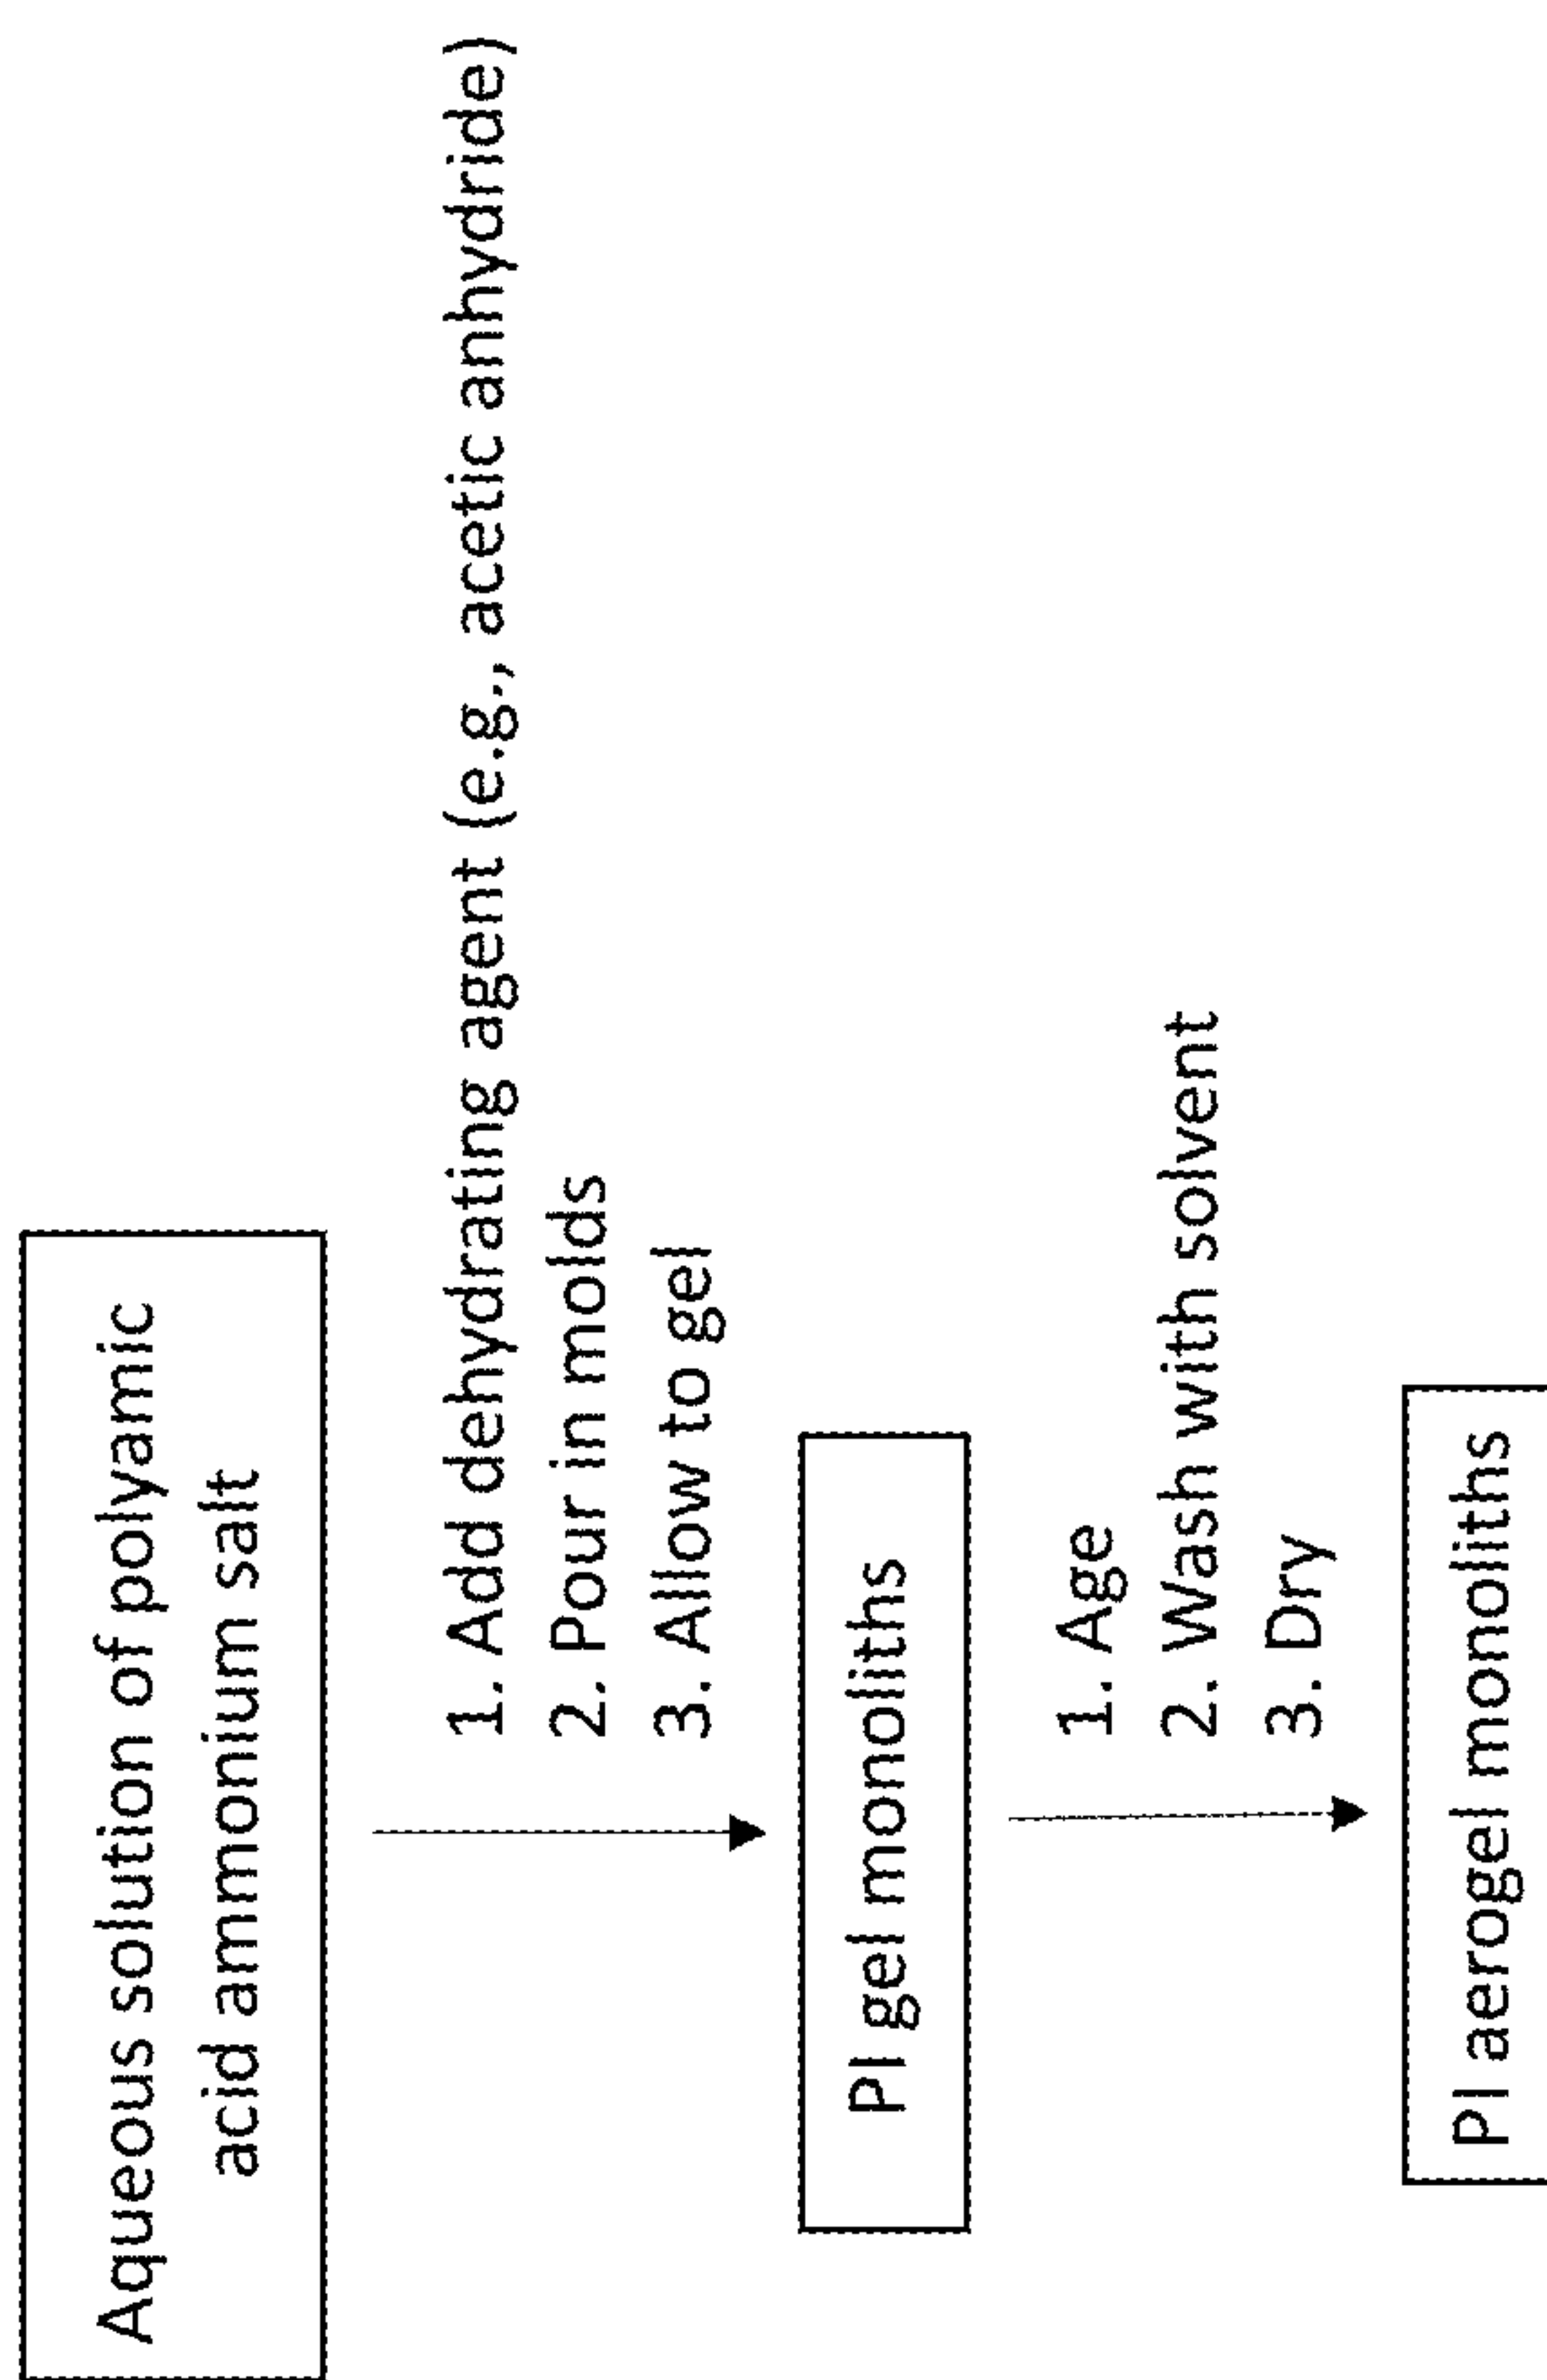 Aqueous solution of polyamic
acid ammonium salt
1. Add dehydrating agent (e.g., acetic anhydride)
2. Pour in molds
3. Allow to gel
PI gel monoliths
1. Age
2. Wash with solvent
3. Dry
PI aerogel monoliths